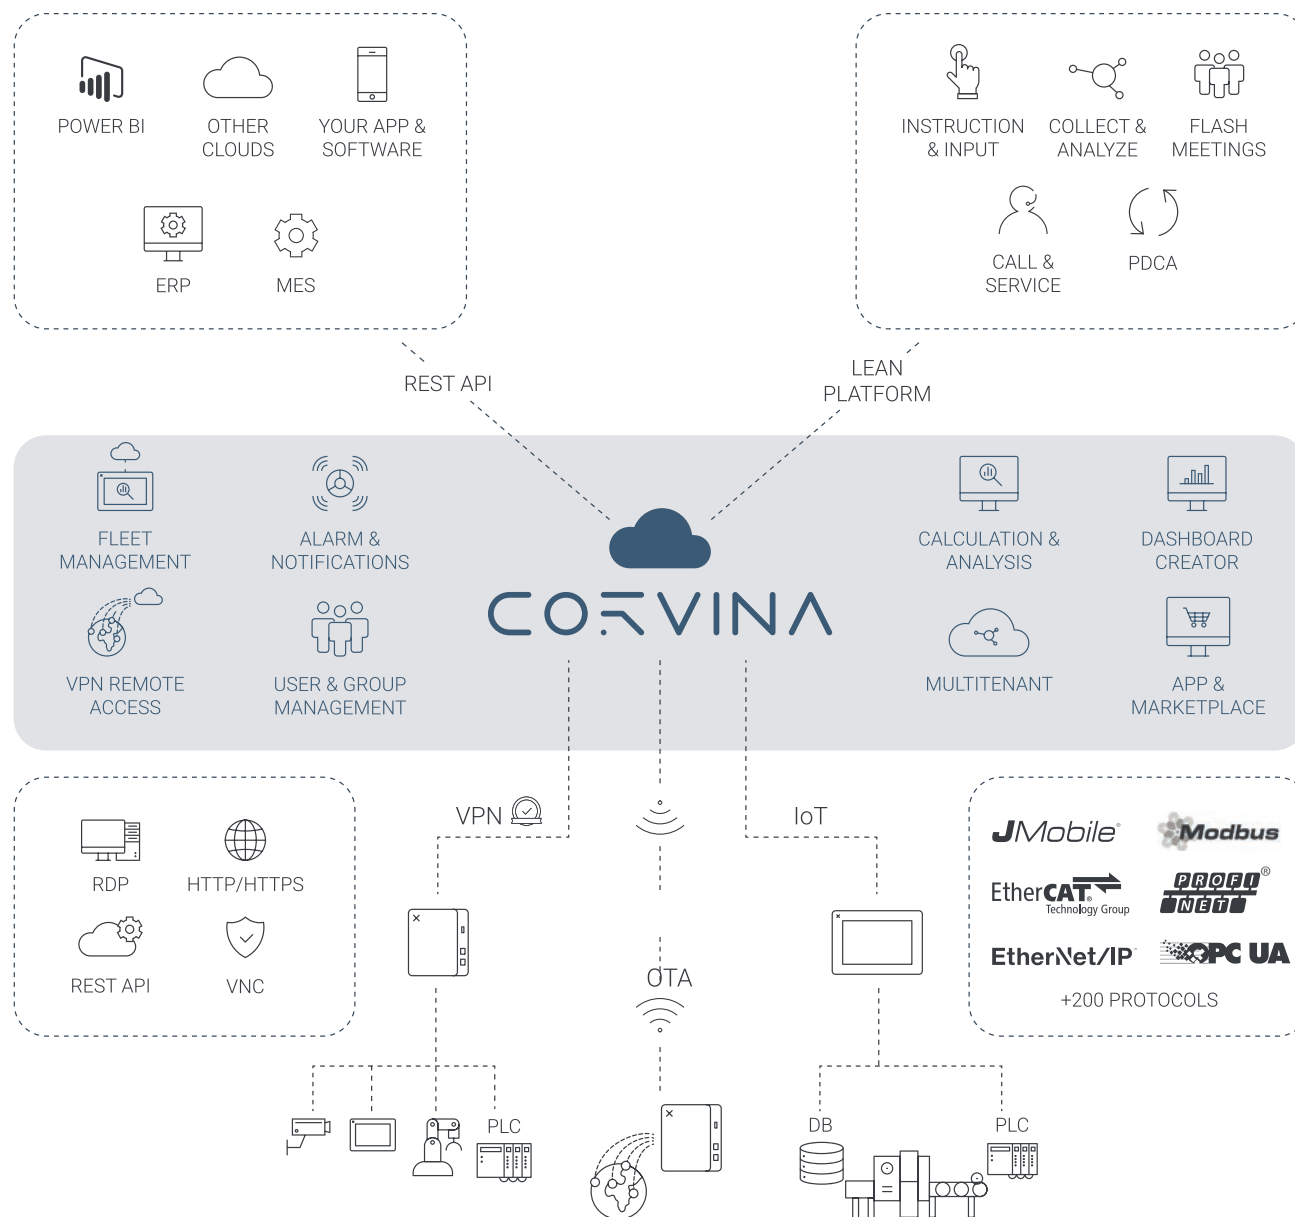 POWER BI
OTHER
CLOUDS
YOUR APP &
SOFTWARE
ERP
MES
INSTRUCTION
& INPUT
COLLECT &
ANALYZE
FLASH
MEETINGS
CALL &
SERVICE
PDCA
REST API
LEAN
PLATFORM
FLEET
MANAGEMENT
ALARM &
NOTIFICATIONS
VPN REMOTE
ACCESS
USER & GROUP
MANAGEMENT
CORVINA
CALCULATION &
ANALYSIS
DASHBOARD
CREATOR
MULTITENANT
APP &
MARKETPLACE
RDP
HTTP/HTTPS
REST API
VNC
VPN
IoT
OTA
JMobile®
Modbus
EtherCAT®
Technology Group
PROFI®
NET
EtherNet/IP
OPC UA
+200 PROTOCOLS
PLC
DB
PLC